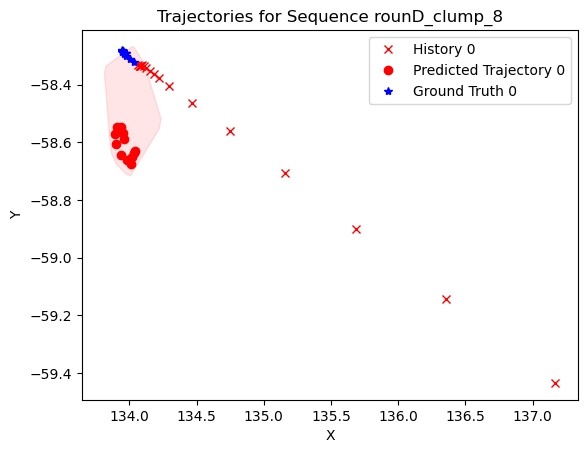 Trajectories for Sequence rounD_clump_8
History 0
Predicted Trajectory 0
Ground Truth 0
Y
−58.4
−58.6
−58.8
−59.0
−59.2
−59.4
134.0 134.5 135.0 135.5 136.0 136.5 137.0
X